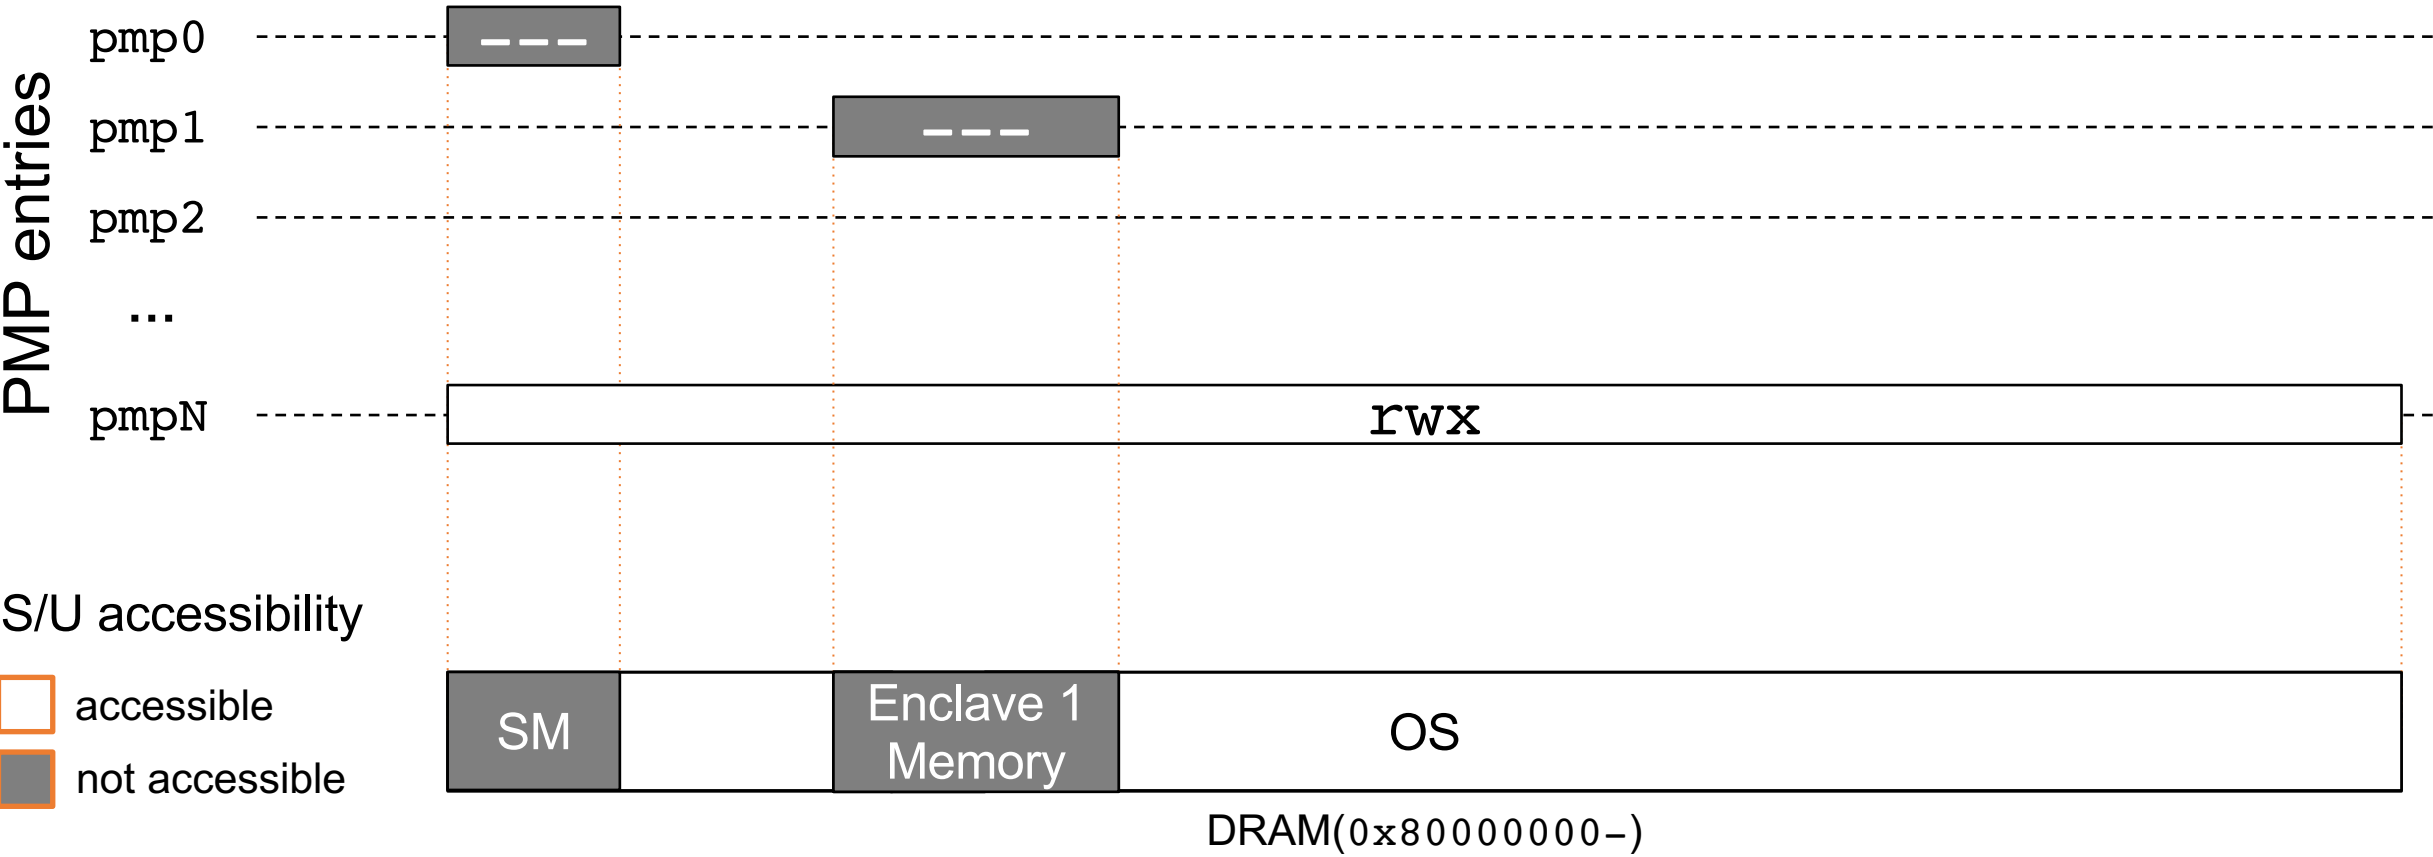 PMP entries
pmp0
---
pmp1
---
pmp2
...
pmpN
rwx
S/U accessibility
accessible
not accessible
SM
Enclave 1
Memory
OS
DRAM(0x80000000-)